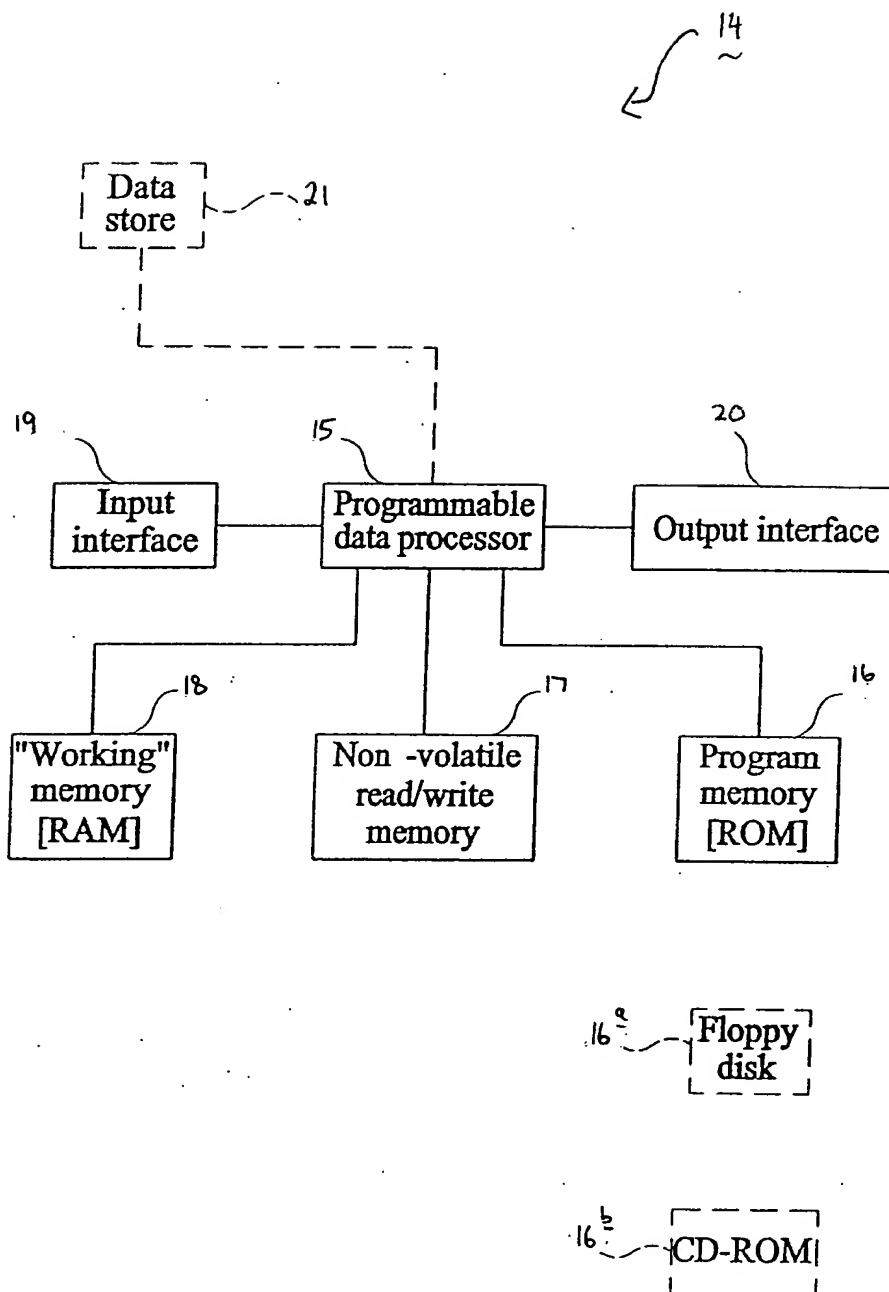 14
Data
store
21
19
15
20
Input
interface
Programmable
data processor
Output interface
18
17
16
"Working"
memory
[RAM]
Non -volatile
read/write
memory
Program
memory
[ROM]
16a
Floppy
disk
16b
CD-ROM